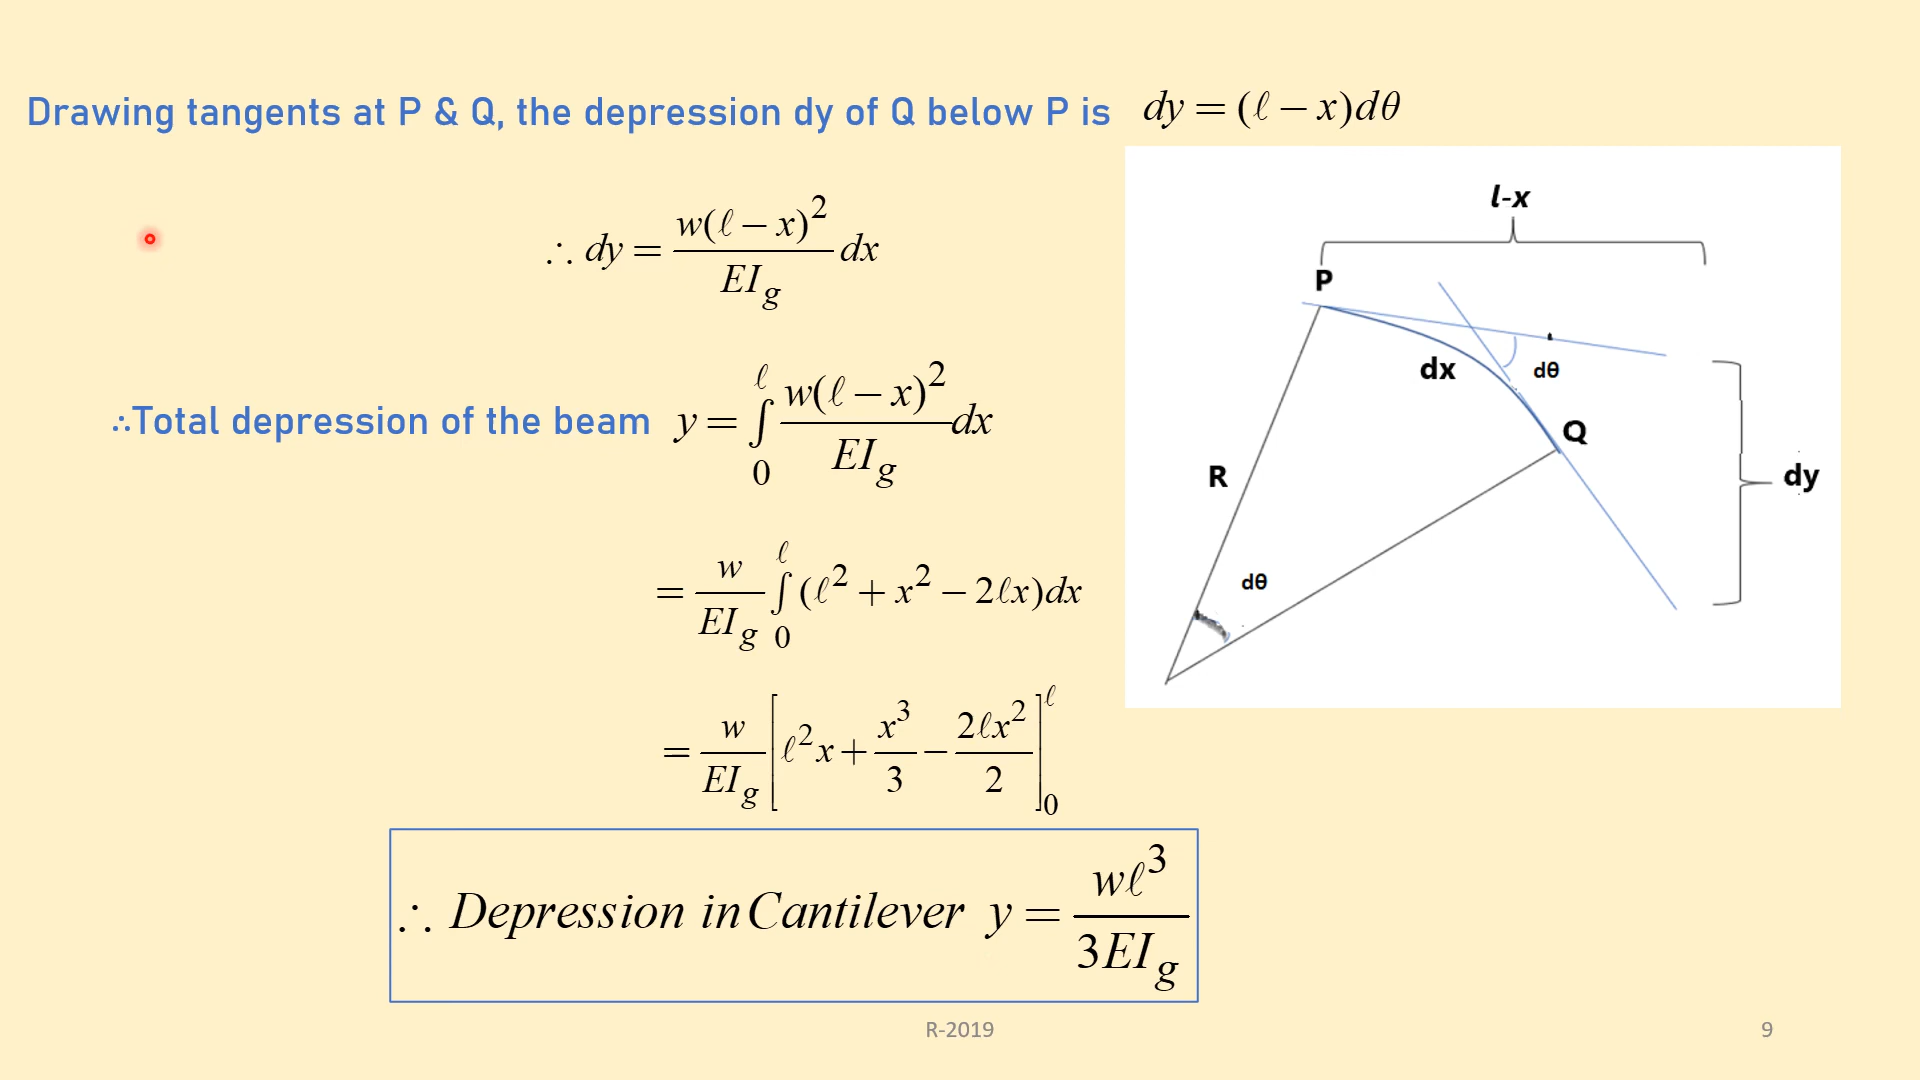 Drawing tangents at P & Q, the depression dy of Q below P is dy = (ℓ − x)dθ
∴ dy = w(ℓ − x)² / EI_g dx
∴Total depression of the beam y = ∫₀^ℓ w(ℓ − x)² / EI_g dx
= w / EI_g ∫₀^ℓ (ℓ² + x² − 2ℓx)dx
= w / EI_g [ℓ²x + x³/3 − 2ℓx²/2]₀^ℓ
∴ Depression in Cantilever y = wℓ³ / 3EI_g
l-x
P
dx
dθ
Q
R
dy
dθ
R-2019
9